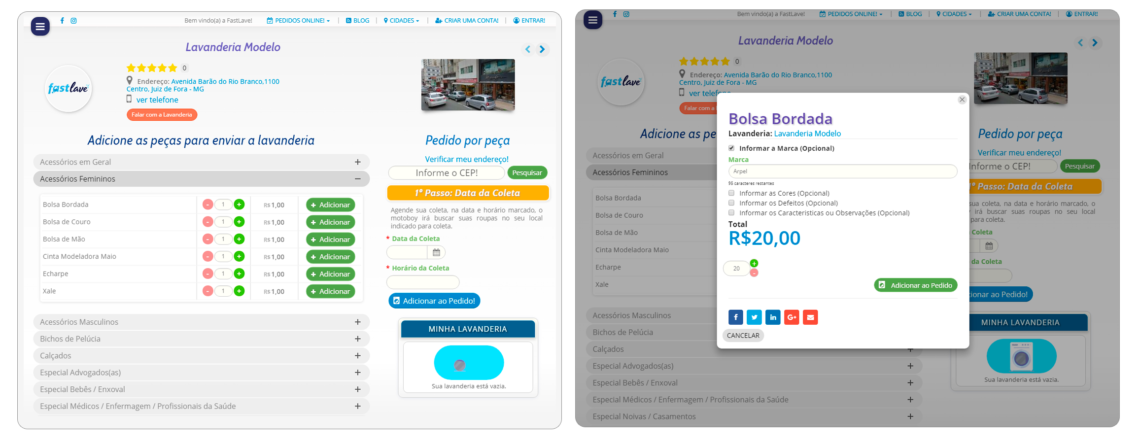 Bem vindo(a) a FastLave! PEDIDOS ONLINE! BLOG CIDADES CRIAR UMA CONTA! ENTRAR!
Lavanderia Modelo
0
fastlave
Endereço: Avenida Barão do Rio Branco,1100
Centro, Juiz de Fora - MG
ver telefone
Falar com a Lavanderia
Adicione as peças para enviar a lavanderia
Acessórios em Geral +
Acessórios Femininos −
Bolsa Bordada - 1 + R$ 1,00 + Adicionar
Bolsa de Couro - 1 + R$ 1,00 + Adicionar
Bolsa de Mão - 1 + R$ 1,00 + Adicionar
Cinta Modeladora Maio - 1 + R$ 1,00 + Adicionar
Echarpe - 1 + R$ 1,00 + Adicionar
Xale - 1 + R$ 1,00 + Adicionar
Acessórios Masculinos +
Bichos de Pelúcia +
Calçados +
Especial Advogados(as) +
Especial Bebês / Enxoval +
Especial Médicos / Enfermagem / Profissionais da Saúde +
Pedido por peça
Verificar meu endereço!
Informe o CEP! Pesquisar
1º Passo: Data da Coleta
Agende sua coleta, na data e horário marcado, o
motoboy irá buscar suas roupas no seu local
indicado para coleta.
* Data da Coleta
* Horário da Coleta
Adicionar ao Pedido!
MINHA LAVANDERIA
Sua lavanderia está vazia.
Bem vindo(a) a FastLave! PEDIDOS ONLINE! BLOG CIDADES CRIAR UMA CONTA! ENTRAR!
Lavanderia Modelo
0
fastlave
Endereço: Avenida Barão do Rio Branco,1100
Centro, Juiz de Fora - MG
ver telef
Falar com a L
Adicione as pe
Acessórios em Geral
Acessórios Femininos
Bolsa Bordada
Bolsa de Couro
Bolsa de Mão
Cinta Modeladora Maio
Echarpe
Xale
Acessórios Masculinos
Bichos de Pelúcia
Calçados +
Especial Advogados(as) +
Especial Bebês / Enxoval +
Especial Médicos / Enfermagem / Profissionais da Saúde +
Especial Noivas / Casamentos +
Bolsa Bordada
Lavanderia: Lavanderia Modelo
Informar a Marca (Opcional)
Marca
Arpel
95 caracteres restantes
Informar as Cores (Opcional)
Informar os Defeitos (Opcional)
Informar os Características ou Observações (Opcional)
Total
R$20,00
20 + -
Adicionar ao Pedido
CANCELAR
Pedido por peça
Verificar meu endereço!
Informe o CEP! Pesquisar
º Passo: Data da Coleta
sua coleta, na data e horário marcado, o
irá buscar suas roupas no seu local
para coleta.
Coleta
da Coleta
onar ao Pedido!
MINHA LAVANDERIA
Sua lavanderia está vazia.